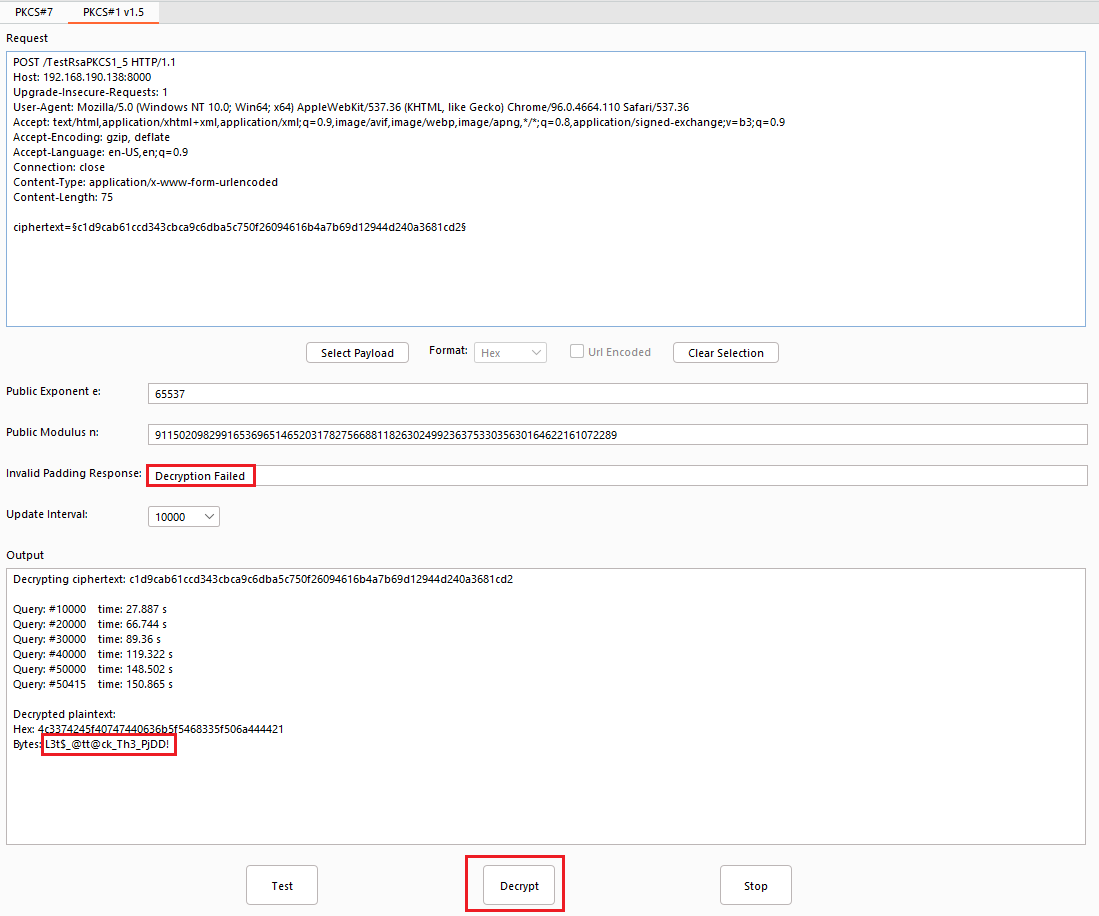 PKCS#7 PKCS#1 v1.5
Request
POST /TestRsaPKCS1_5 HTTP/1.1
Host: 192.168.190.138:8000
Upgrade-Insecure-Requests: 1
User-Agent: Mozilla/5.0 (Windows NT 10.0; Win64; x64) AppleWebKit/537.36 (KHTML, like Gecko) Chrome/96.0.4664.110 Safari/537.36
Accept: text/html,application/xhtml+xml,application/xml;q=0.9,image/avif,image/webp,image/apng,*/*;q=0.8,application/signed-exchange;v=b3;q=0.9
Accept-Encoding: gzip, deflate
Accept-Language: en-US,en;q=0.9
Connection: close
Content-Type: application/x-www-form-urlencoded
Content-Length: 75
ciphertext=§c1d9cab61ccd343cbca9c6dba5c750f26094616b4a7b69d12944d240a3681cd2§
Select Payload Format: Hex Url Encoded Clear Selection
Public Exponent e: 65537
Public Modulus n: 91150209829916536965146520317827566881182630249923637533035630164622161072289
Invalid Padding Response: Decryption Failed
Update Interval: 10000
Output
Decrypting ciphertext: c1d9cab61ccd343cbca9c6dba5c750f26094616b4a7b69d12944d240a3681cd2
Query: #10000 time: 27.887 s
Query: #20000 time: 66.744 s
Query: #30000 time: 89.36 s
Query: #40000 time: 119.322 s
Query: #50000 time: 148.502 s
Query: #50415 time: 150.865 s
Decrypted plaintext:
Hex: 4c3374245f40747440636b5f5468335f506a444421
Bytes: L3t$_@tt@ck_Th3_PjDD!
Test Decrypt Stop